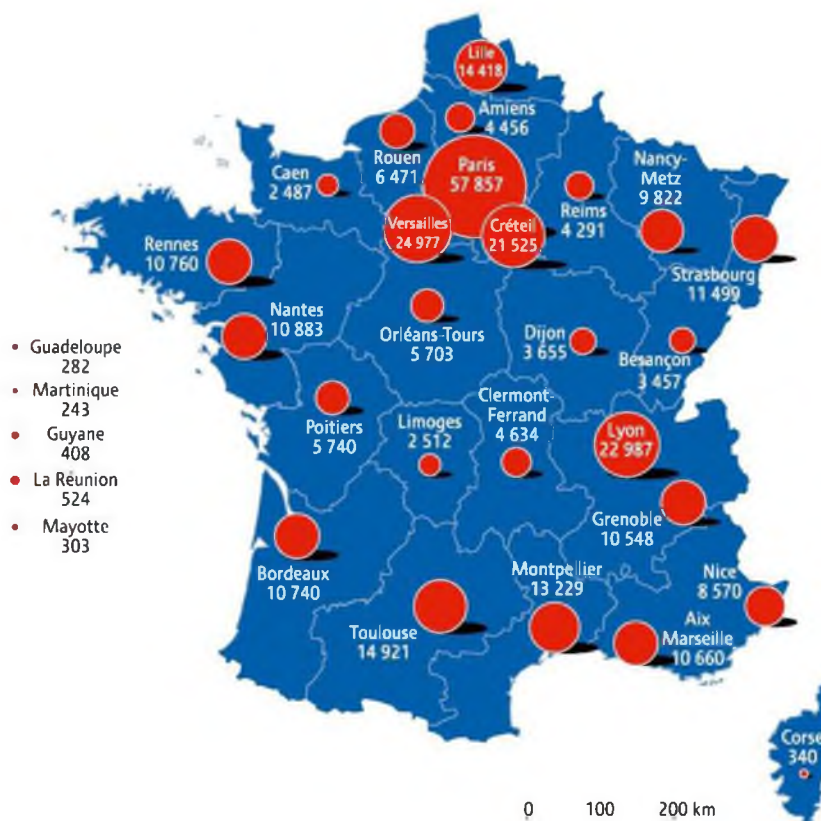 Lille
14 418
Amiens
4 456
Rouen
6 471
Paris
57 857
Caen
2 487
Nancy-
Metz
9 822
Reims
4 291
Versailles
24 977
Créteil
21 525
Rennes
10 760
Strasbourg
11 499
Nantes
10 883
Orléans-Tours
5 703
Dijon
3 655
Besançon
3 457
Guadeloupe
282
Martinique
243
Guyane
408
La Réunion
524
Mayotte
303
Poitiers
5 740
Limoges
2 512
Clermont-
Ferrand
4 634
Lyon
22 987
Grenoble
10 548
Bordeaux
10 740
Toulouse
14 921
Montpellier
13 229
Nice
8 570
Aix
Marseille
10 660
Corse
340
0 100 200 km